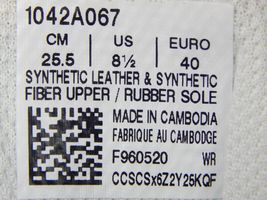 1042A067
CM US EURO
25.5 8½ 40
SYNTHETIC LEATHER & SYNTHETIC
FIBER UPPER / RUBBER SOLE
MADE IN CAMBODIA
FABRIQUE AU CAMBODGE
F960520 WR
CCSCSx6Z2Y25KQF